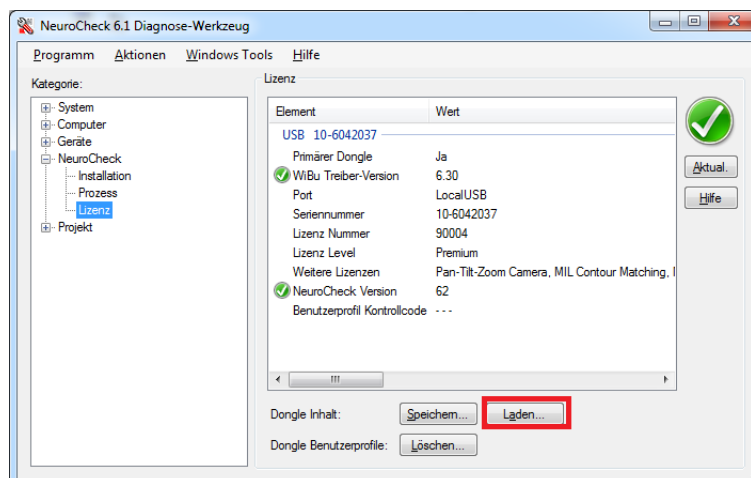 NeuroCheck 6.1 Diagnose-Werkzeug
Programm Aktionen Windows Tools Hilfe
Kategorie:
System
Computer
Geräte
NeuroCheck
Installation
Prozess
Lizenz
Projekt
Lizenz
Element Wert
USB 10-6042037
Primärer Dongle Ja
WiBu Treiber-Version 6.30
Port LocalUSB
Seriennummer 10-6042037
Lizenz Nummer 90004
Lizenz Level Premium
Weitere Lizenzen Pan-Tilt-Zoom Camera, MIL Contour Matching,
NeuroCheck Version 62
Benutzerprofil Kontrollcode - - -
Dongle Inhalt: Speichern... Laden...
Dongle Benutzerprofile: Löschen...
Aktual.
Hilfe